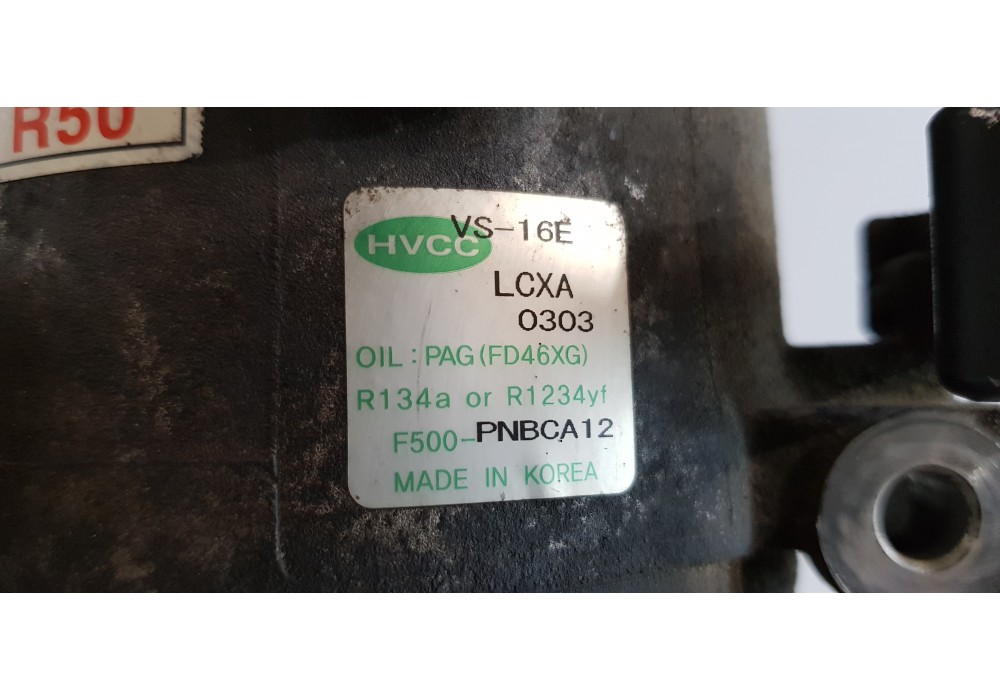 R50
HVCC VS-16E
LCXA
0303
OIL : PAG(FD46XG)
R134a or R1234yf
F500-PNBCA12
MADE IN KOREA